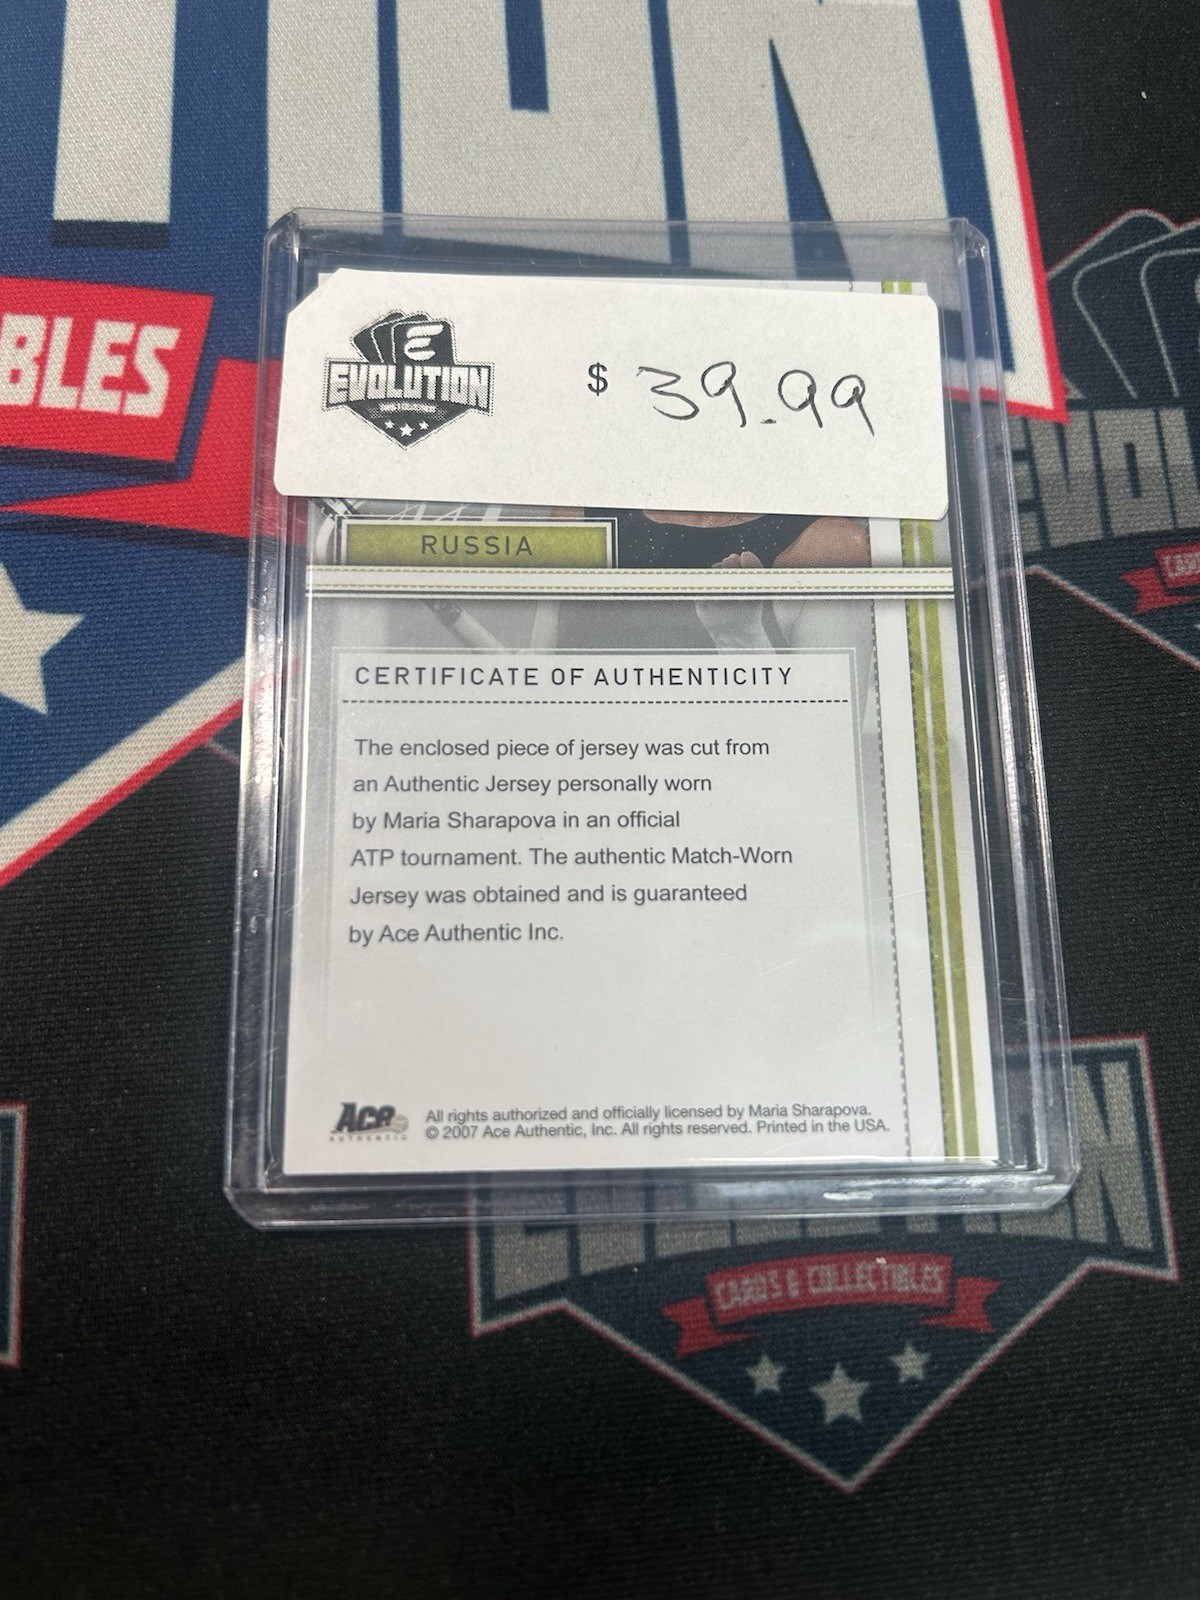 BLES
EVOLUTION
$ 39.99
RUSSIA
CERTIFICATE OF AUTHENTICITY
The enclosed piece of jersey was cut from
an Authentic Jersey personally worn
by Maria Sharapova in an official
ATP tournament. The authentic Match-Worn
Jersey was obtained and is guaranteed
by Ace Authentic Inc.
ACE
AUTHENTIC
All rights authorized and officially licensed by Maria Sharapova.
© 2007 Ace Authentic, Inc. All rights reserved. Printed in the USA.
CARDS & COLLECTIBLES